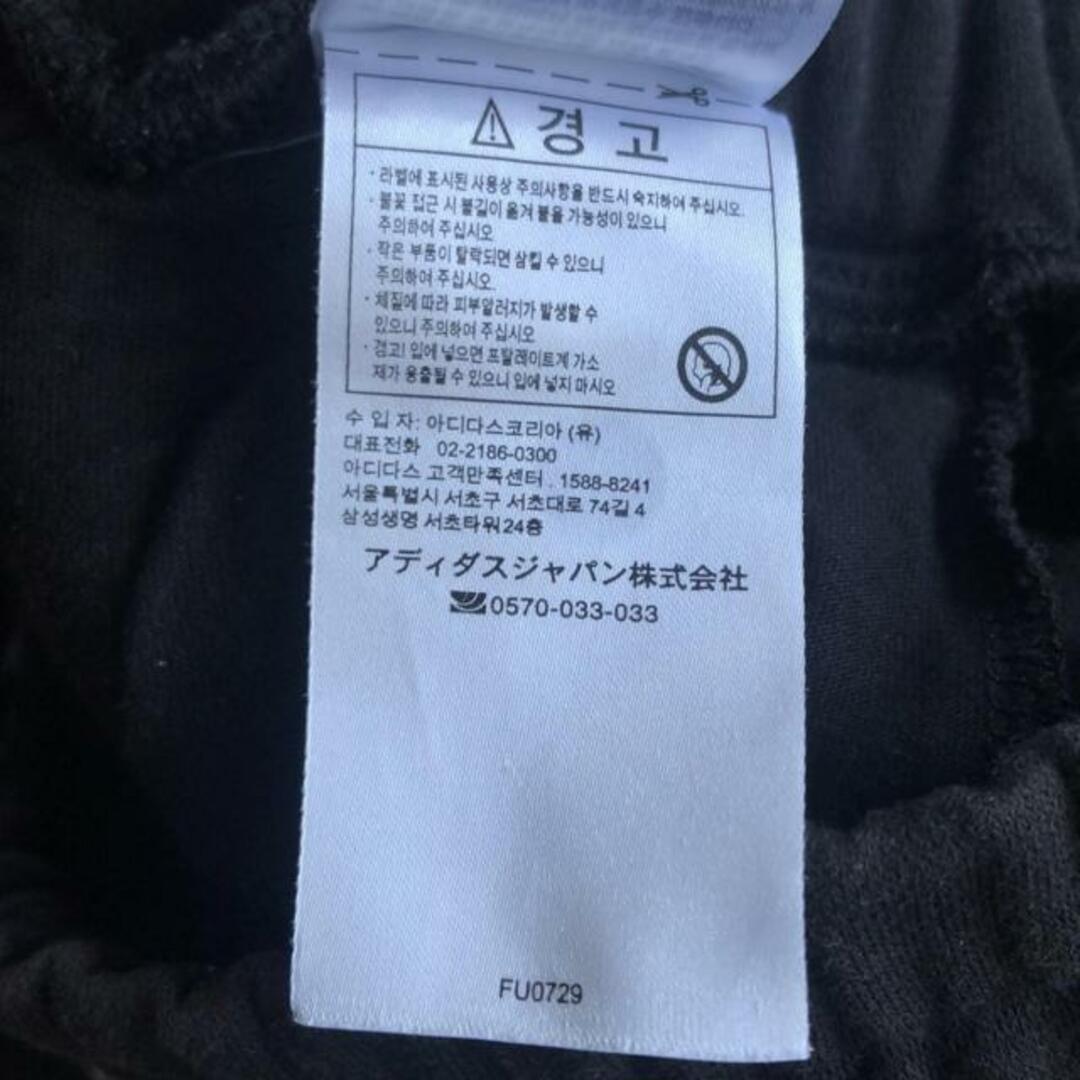 경 고
· 라벨에 표시된 사용상 주의사항을 반드시 숙지하여 주십시오.
· 불꽃 접근 시 불길이 옮겨 붙을 가능성이 있으니
주의하여 주십시오
· 작은 부품이 탈락되면 삼킬 수 있으니
주의하여 주십시오.
· 체질에 따라 피부알러지가 발생할 수
있으니 주의하여 주십시오
· 경고! 입에 넣으면 프탈레이트계 가소
제가 용출될 수 있으니 입에 넣지 마시오
수 입 자: 아디다스코리아 (유)
대표전화 02-2186-0300
아디다스 고객만족센터 . 1588-8241
서울특별시 서초구 서초대로 74길 4
삼성생명 서초타워 24층
アディダスジャパン株式会社
0570-033-033
FU0729